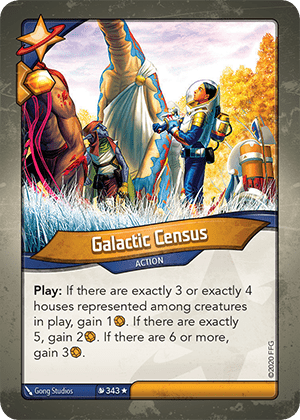 Galactic Census
ACTION
Play: If there are exactly 3 or exactly 4
houses represented among creatures
in play, gain 1. If there are exactly
5, gain 2. If there are 6 or more,
gain 3.
Gong Studios
343 ★
©2020 FFG